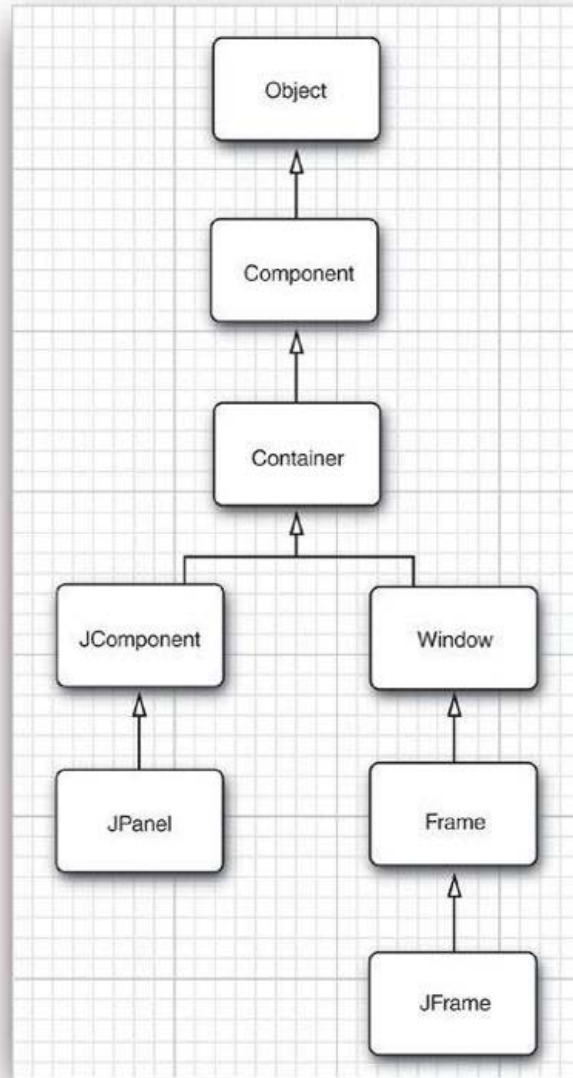 Object
Component
Container
JComponent
Window
JPanel
Frame
JFrame